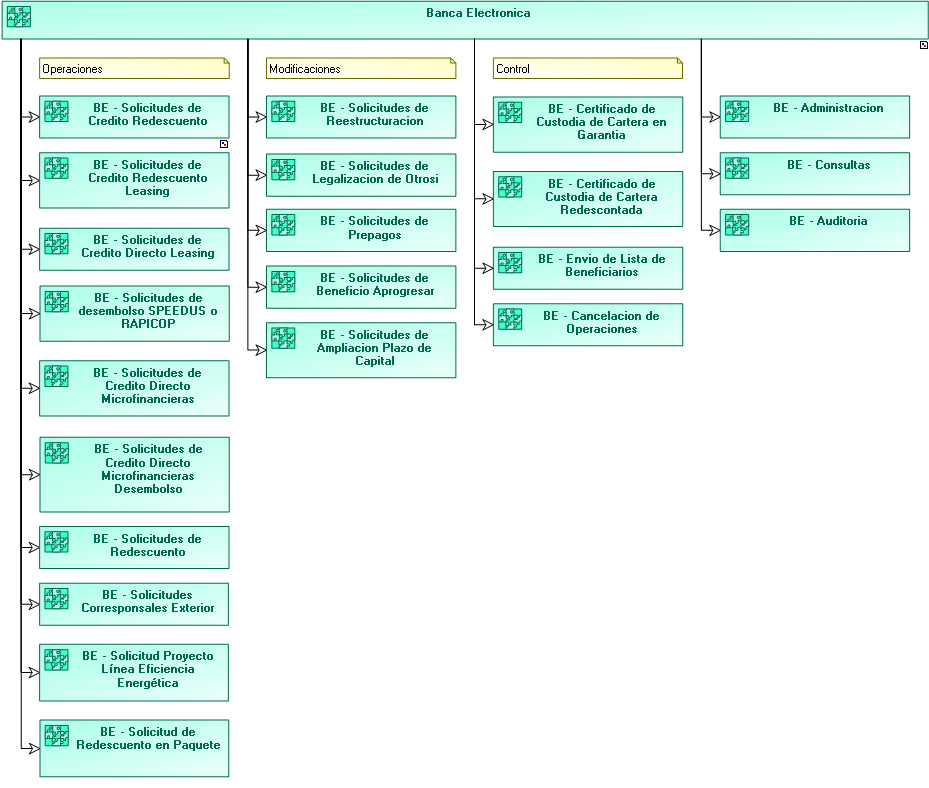 Banca Electronica
Operaciones
BE - Solicitudes de
Credito Redescuento
BE - Solicitudes de
Credito Redescuento
Leasing
BE - Solicitudes de
Credito Directo Leasing
BE - Solicitudes de
desembolso SPEEDUS o
RAPICOP
BE - Solicitudes de
Credito Directo
Microfinancieras
BE - Solicitudes de
Credito Directo
Microfinancieras
Desembolso
BE - Solicitudes de
Redescuento
BE - Solicitudes
Corresponsales Exterior
BE - Solicitud Proyecto
Línea Eficiencia
Energética
BE - Solicitud de
Redescuento en Paquete
Modificaciones
BE - Solicitudes de
Reestructuracion
BE - Solicitudes de
Legalizacion de Otrosi
BE - Solicitudes de
Prepagos
BE - Solicitudes de
Beneficio Aprogresar
BE - Solicitudes de
Ampliacion Plazo de
Capital
Control
BE - Certificado de
Custodia de Cartera en
Garantia
BE - Certificado de
Custodia de Cartera
Redescontada
BE - Envio de Lista de
Beneficiarios
BE - Cancelacion de
Operaciones
BE - Administracion
BE - Consultas
BE - Auditoria